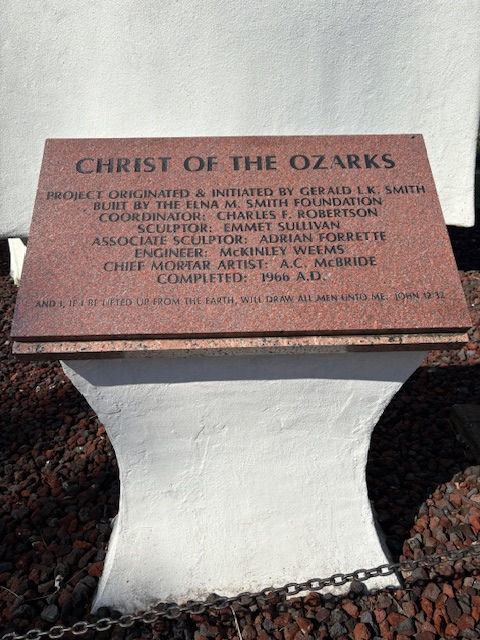 CHRIST OF THE OZARKS
PROJECT ORIGINATED & INITIATED BY GERALD L.K. SMITH
BUILT BY THE ELNA M. SMITH FOUNDATION
COORDINATOR: CHARLES F. ROBERTSON
SCULPTOR: EMMET SULLIVAN
ASSOCIATE SCULPTOR: ADRIAN FORRETTE
ENGINEER: McKINLEY WEEMS
CHIEF MORTAR ARTIST: A.C. McBRIDE
COMPLETED: 1966 A.D.
AND I, IF I BE LIFTED UP FROM THE EARTH, WILL DRAW ALL MEN UNTO ME. JOHN 12:32